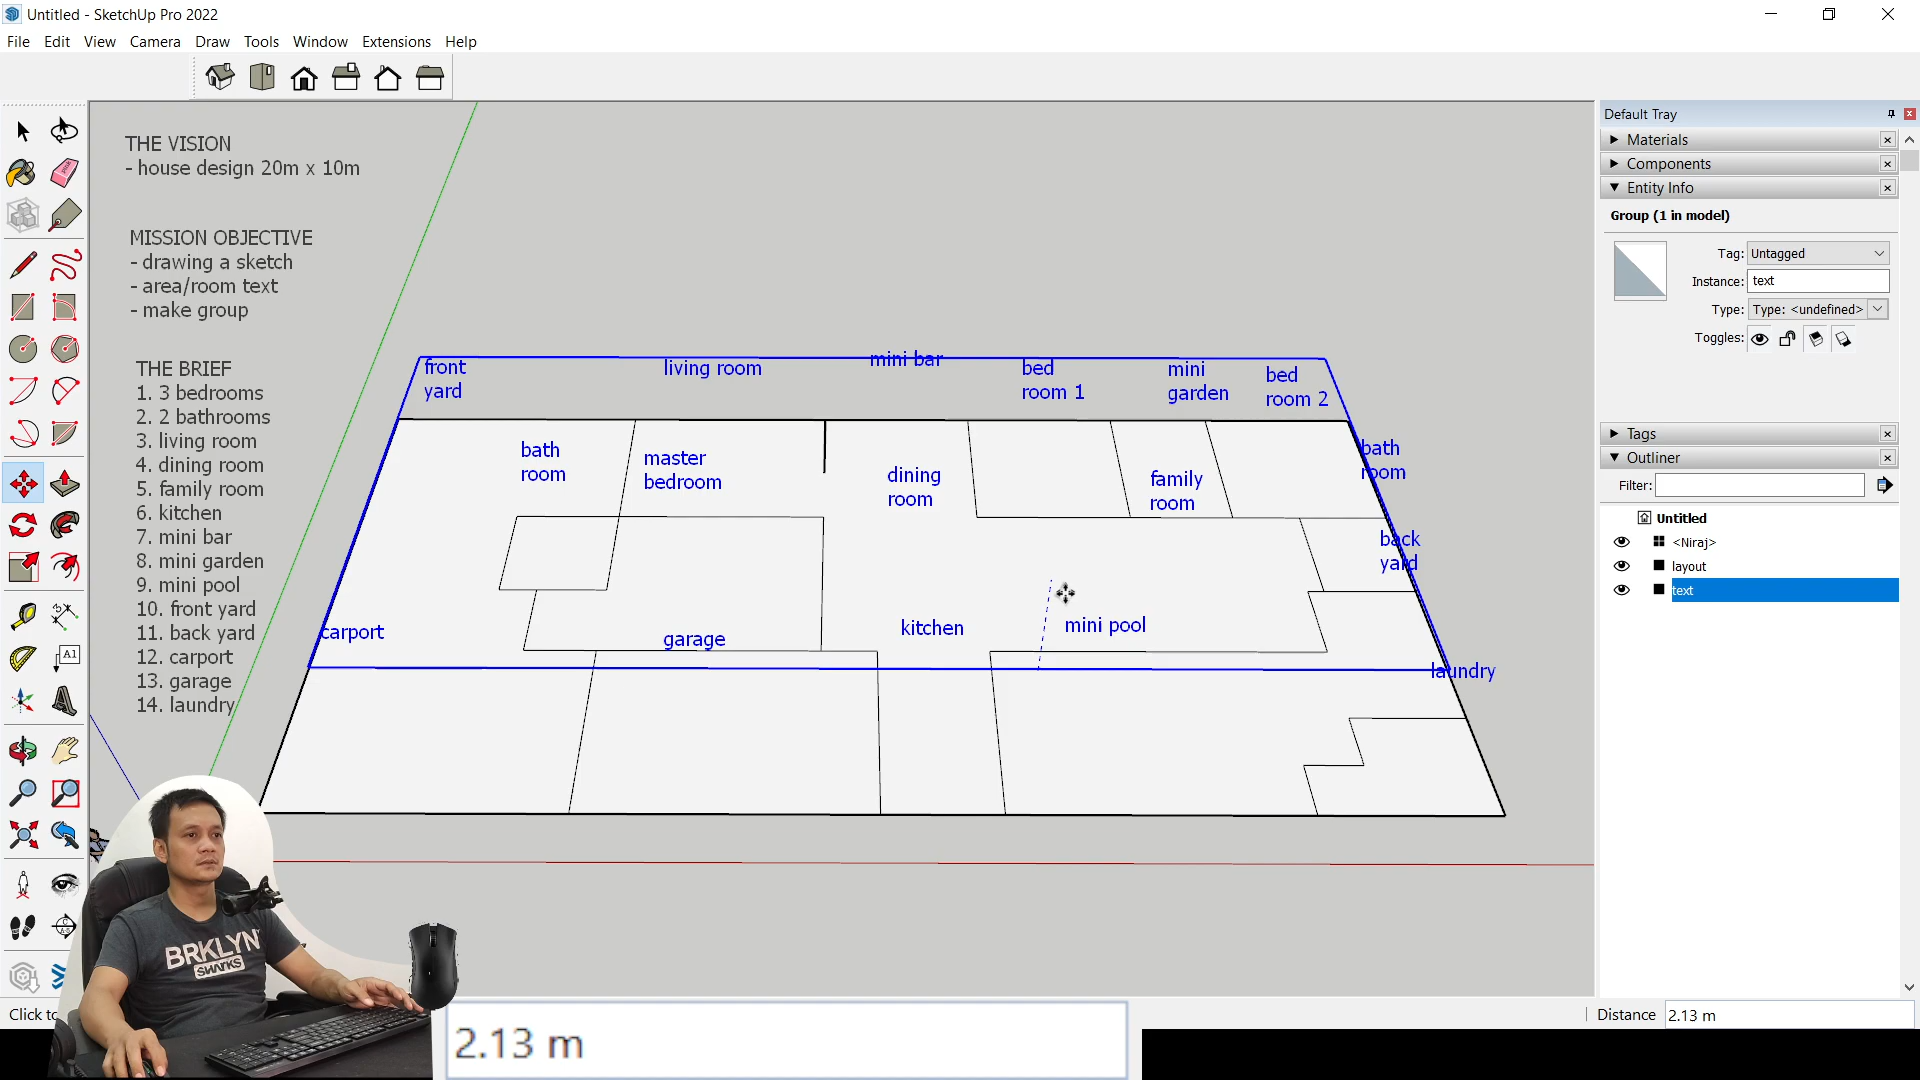 Untitled - SketchUp Pro 2022
File Edit View Camera Draw Tools Window Extensions Help
THE VISION
- house design 20m x 10m
MISSION OBJECTIVE
- drawing a sketch
- area/room text
- make group
THE BRIEF
1. 3 bedrooms
2. 2 bathrooms
3. living room
4. dining room
5. family room
6. kitchen
7. mini bar
8. mini garden
9. mini pool
10. front yard
11. back yard
12. carport
13. garage
14. laundry
front
yard
living room
mini bar
bed
room 1
mini
garden
bed
room 2
bath
room
master
bedroom
dining
room
family
room
bath
room
back
yard
carport
garage
kitchen
mini pool
laundry
A1
BRKLYN
SHARKS
Default Tray
Materials
Components
Entity Info
Group (1 in model)
Tag: Untagged
Instance: text
Type: Type: <undefined>
Toggles:
Tags
Outliner
Filter:
Untitled
<Niraj>
layout
text
Click to
Distance 2.13 m
2.13 m